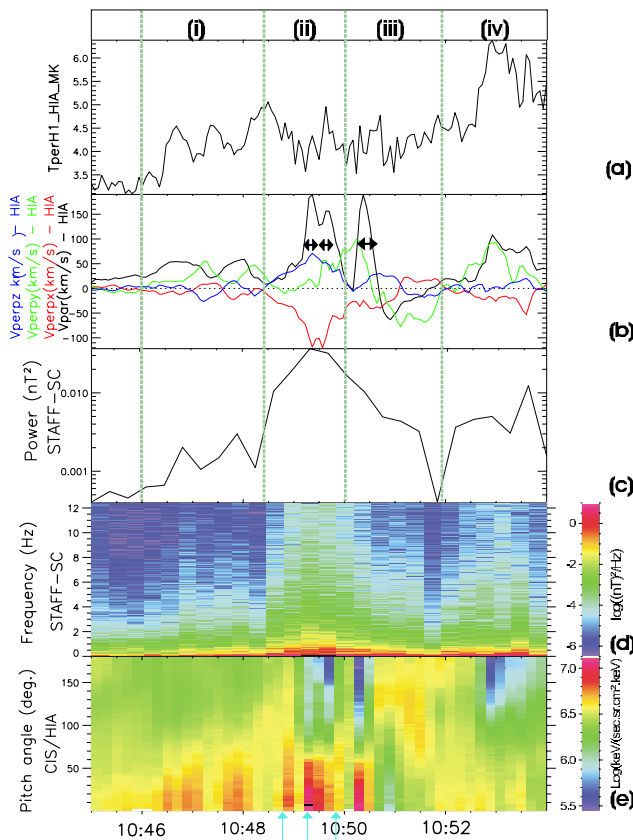 (i) (ii) (iii) (iv)
TperH1_HIA_MK
6.0
5.5
5.0
4.5
4.0
3.5
(a)
Vperpz km/s ) - HIA
Vperpy(km/s) - HIA
Vperpx(km/s) - HIA
Vpar(km/s) - HIA
150
100
50
0
-50
-100
(b)
Power (nT²)
STAFF-SC
0.010
0.001
(c)
Frequency (Hz)
STAFF-SC
12
10
8
6
4
2
0
0
-2
-4
-6
log((nT)²/Hz)
(d)
Pitch angle (deg.)
CIS/HIA
150
100
50
7.0
6.5
6.0
5.5
Log(keV/(sec.sr.cm².keV)
(e)
10:46 10:48 10:50 10:52